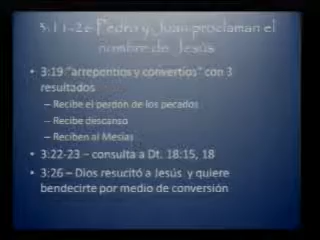 3:11-26 Pedro y Juan proclaman el
nombre de Jesús
• 3:19 "arrepentíos y convertíos" con 3
resultados
– Recibe el perdón de los pecados
– Recibe descanso
– Reciben al Mesías
• 3:22-23 – consulta a Dt. 18:15, 18
• 3:26 – Dios resucitó a Jesús y quiere
bendecirte por medio de conversión